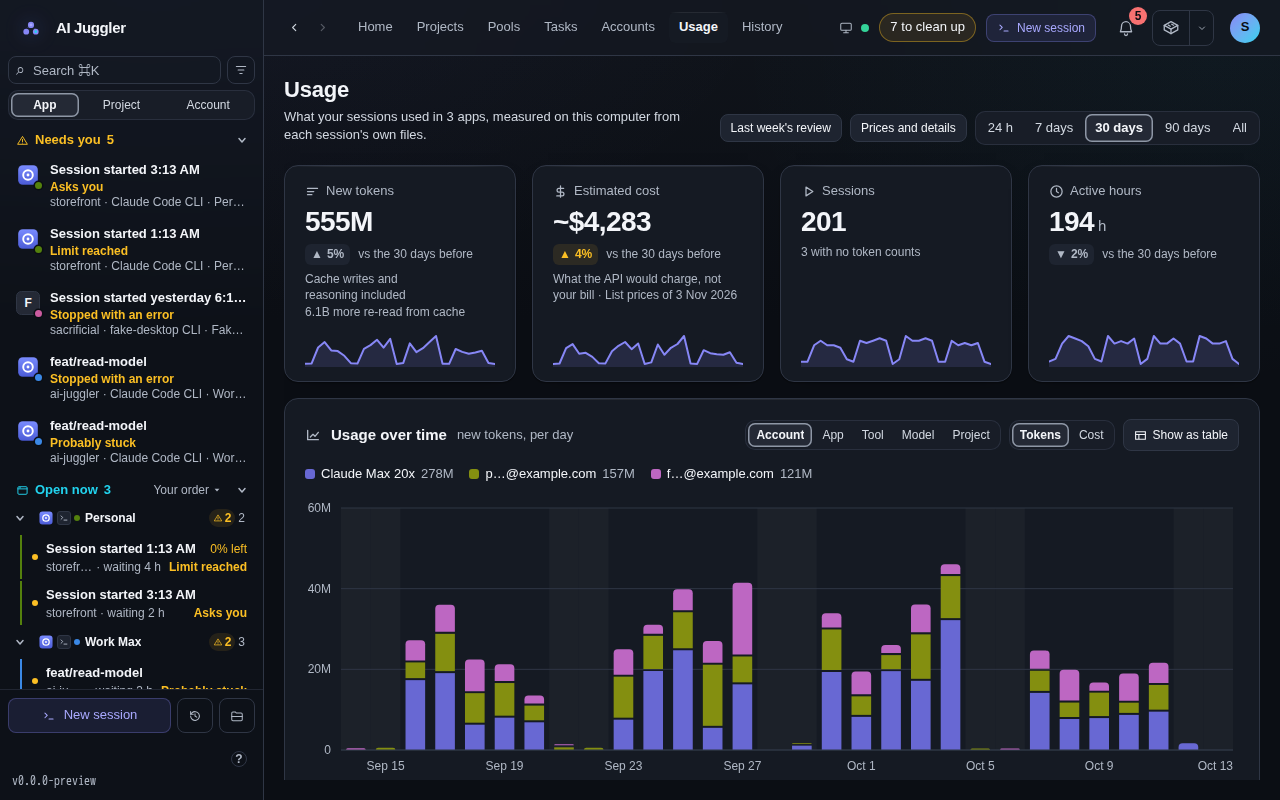 AI Juggler
Search ⌘K
App Project Account
Needs you 5
Session started 3:13 AM
Asks you
storefront · Claude Code CLI · Per…
Session started 1:13 AM
Limit reached
storefront · Claude Code CLI · Per…
F
Session started yesterday 6:1…
Stopped with an error
sacrificial · fake-desktop CLI · Fak…
feat/read-model
Stopped with an error
ai-juggler · Claude Code CLI · Wor…
feat/read-model
Probably stuck
ai-juggler · Claude Code CLI · Wor…
Open now 3 Your order
Personal 2 2
Session started 1:13 AM 0% left
storefr… · waiting 4 h Limit reached
Session started 3:13 AM
storefront · waiting 2 h Asks you
Work Max 2 3
feat/read-model
New session
?
v0.0.0-preview
Home Projects Pools Tasks Accounts Usage History
7 to clean up
New session
5
S
Usage
What your sessions used in 3 apps, measured on this computer from
each session's own files.
Last week's review Prices and details 24 h 7 days 30 days 90 days All
New tokens
555M
▲ 5% vs the 30 days before
Cache writes and
reasoning included
6.1B more re-read from cache
Estimated cost
~$4,283
▲ 4% vs the 30 days before
What the API would charge, not
your bill · List prices of 3 Nov 2026
Sessions
201
3 with no token counts
Active hours
194 h
▼ 2% vs the 30 days before
Usage over time new tokens, per day
Account App Tool Model Project Tokens Cost Show as table
Claude Max 20x 278M p…@example.com 157M f…@example.com 121M
60M
40M
20M
0
Sep 15 Sep 19 Sep 23 Sep 27 Oct 1 Oct 5 Oct 9 Oct 13